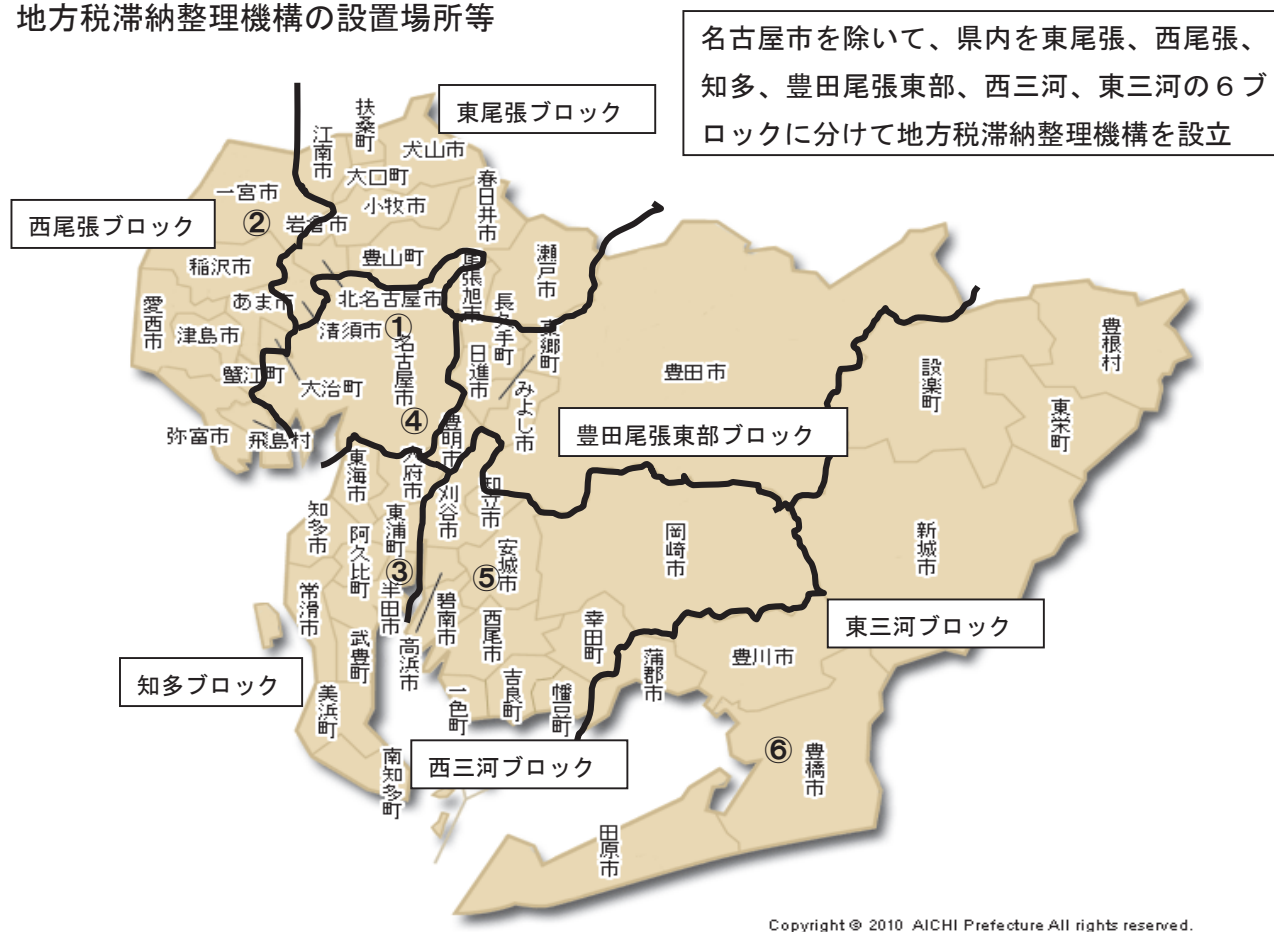 地方税滞納整理機構の設置場所等
名古屋市を除いて、県内を東尾張、西尾張、
知多、豊田尾張東部、西三河、東三河の６ブ
ロックに分けて地方税滞納整理機構を設立
東尾張ブロック
扶桑町
江南市
犬山市
大口町
一宮市
小牧市
春日井市
西尾張ブロック
②
岩倉市
豊山町
瀬戸市
稲沢市
尾張旭市
あま市
北名古屋市
長久手町
愛西市
津島市
清須市
①
名古屋市
東郷町
日進市
豊根村
設楽町
豊田市
蟹江町
大治町
みよし市
東栄町
④
豊明市
豊田尾張東部ブロック
弥富市
飛島村
東海市
府市
刈谷市
知立市
知多市
東浦町
阿久比町
岡崎市
新城市
安城市
③
⑤
半田市
常滑市
碧南市
西尾市
幸田町
東三河ブロック
武豊町
高浜市
蒲郡市
豊川市
知多ブロック
美浜町
一色町
吉良町
幡豆町
南知多町
西三河ブロック
⑥
豊橋市
田原市
Copyright © 2010 AICHI Prefecture All rights reserved.